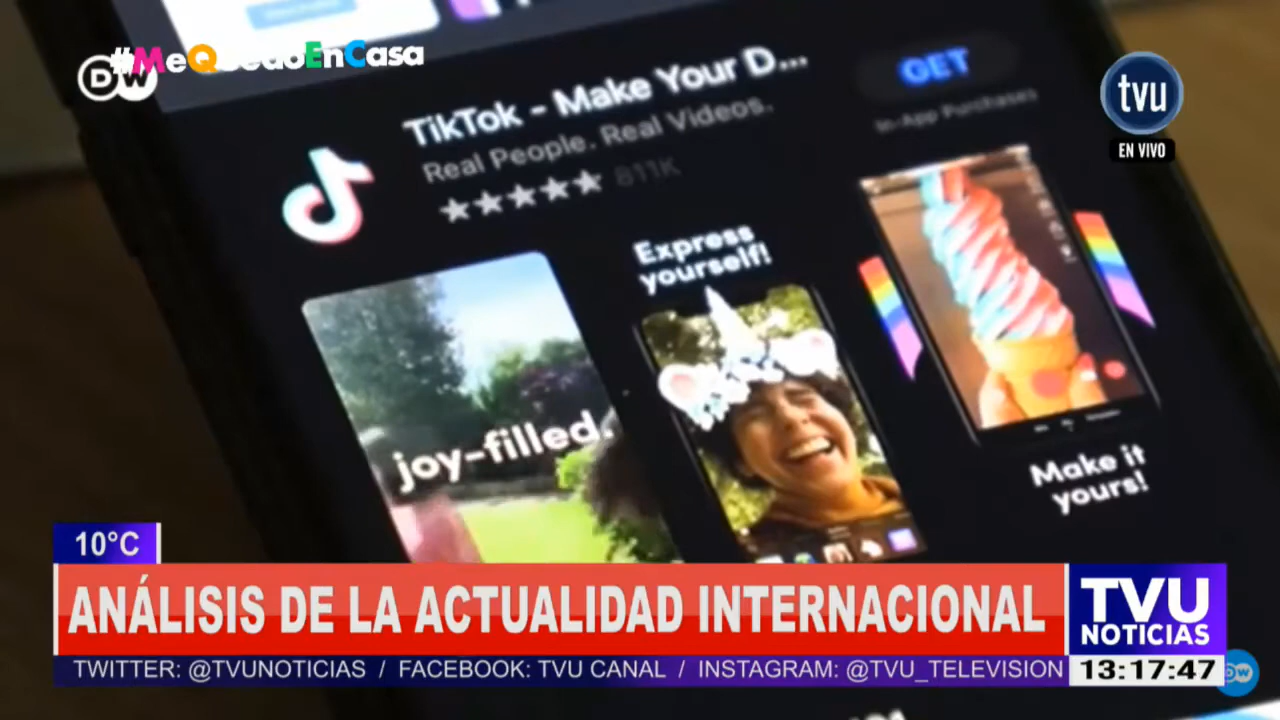 #MeQuedoEnCasa
DW
tvu
EN VIVO
TikTok - Make Your D...
GET
Real People. Real Videos.
In-App Purchases
811K
Express
yourself!
joy-filled.
Make it
yours!
10°C
ANÁLISIS DE LA ACTUALIDAD INTERNACIONAL
TVU
NOTICIAS
TWITTER: @TVUNOTICIAS / FACEBOOK: TVU CANAL / INSTAGRAM: @TVU_TELEVISION
13:17:47
DW